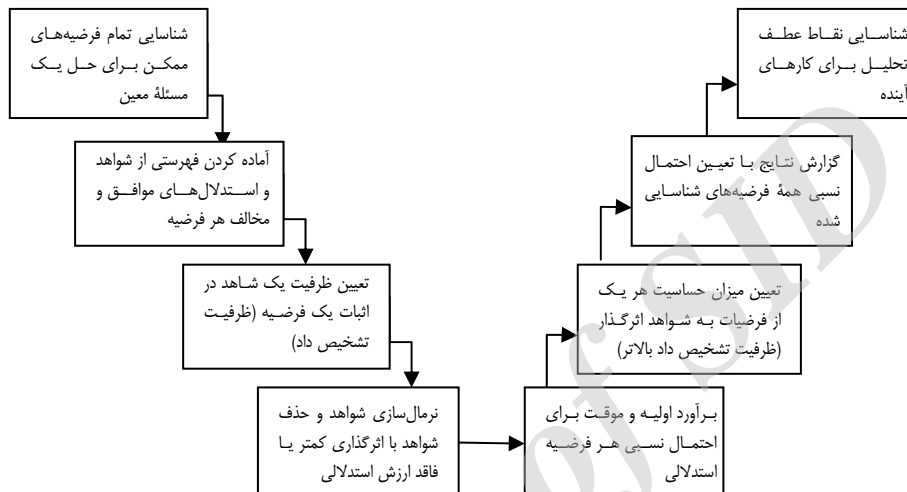 شناسایی تمام فرضیه‌های
ممکن برای حل یک
مسئلهٔ معین
آماده کردن فهرستی از شواهد
و استدلال‌های موافق و
مخالف هر فرضیه
تعیین ظرفیت یک شاهد در
اثبات یک فرضیه (ظرفیت
تشخیص داد)
نرمال‌سازی شواهد و حذف
شواهد با اثرگذاری کمتر یا
فاقد ارزش استدلالی
برآورد اولیه و موقت برای
احتمال نسبی هر فرضیه
استدلالی
تعیین میزان حساسیت هر یک
از فرضیات به شواهد اثرگذار
(ظرفیت تشخیص داد بالاتر)
گزارش نتایج با تعیین احتمال
نسبی همهٔ فرضیه‌های شناسایی
شده
شناسایی نقاط عطف
تحلیل برای کارهای
آینده
of SID